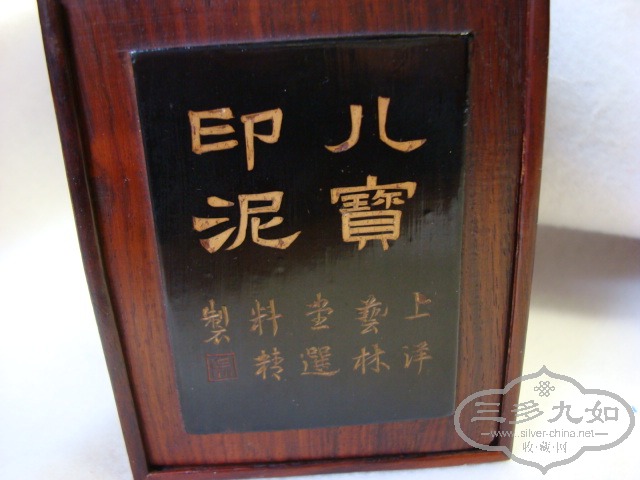 八寶
印泥
上洋
藝林
堂選
料精
製
三多九如
www.silver-china.net
收·藏·网